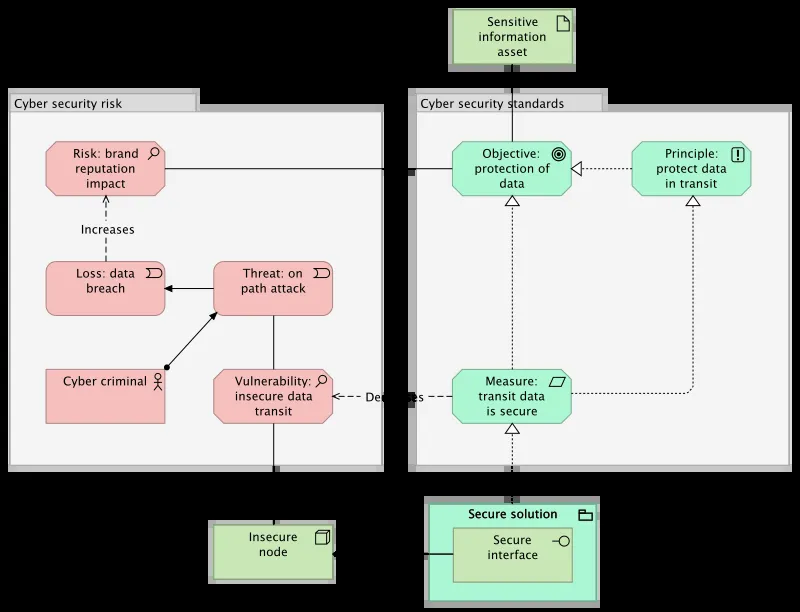 Sensitive
information
asset
Cyber security risk
Cyber security standards
Risk: brand
reputation
impact
Objective:
protection of
data
Principle:
protect data
in transit
Increases
Loss: data
breach
Threat: on
path attack
Cyber criminal
Vulnerability:
insecure data
transit
Measure:
transit data
is secure
Insecure
node
Secure solution
Secure
interface